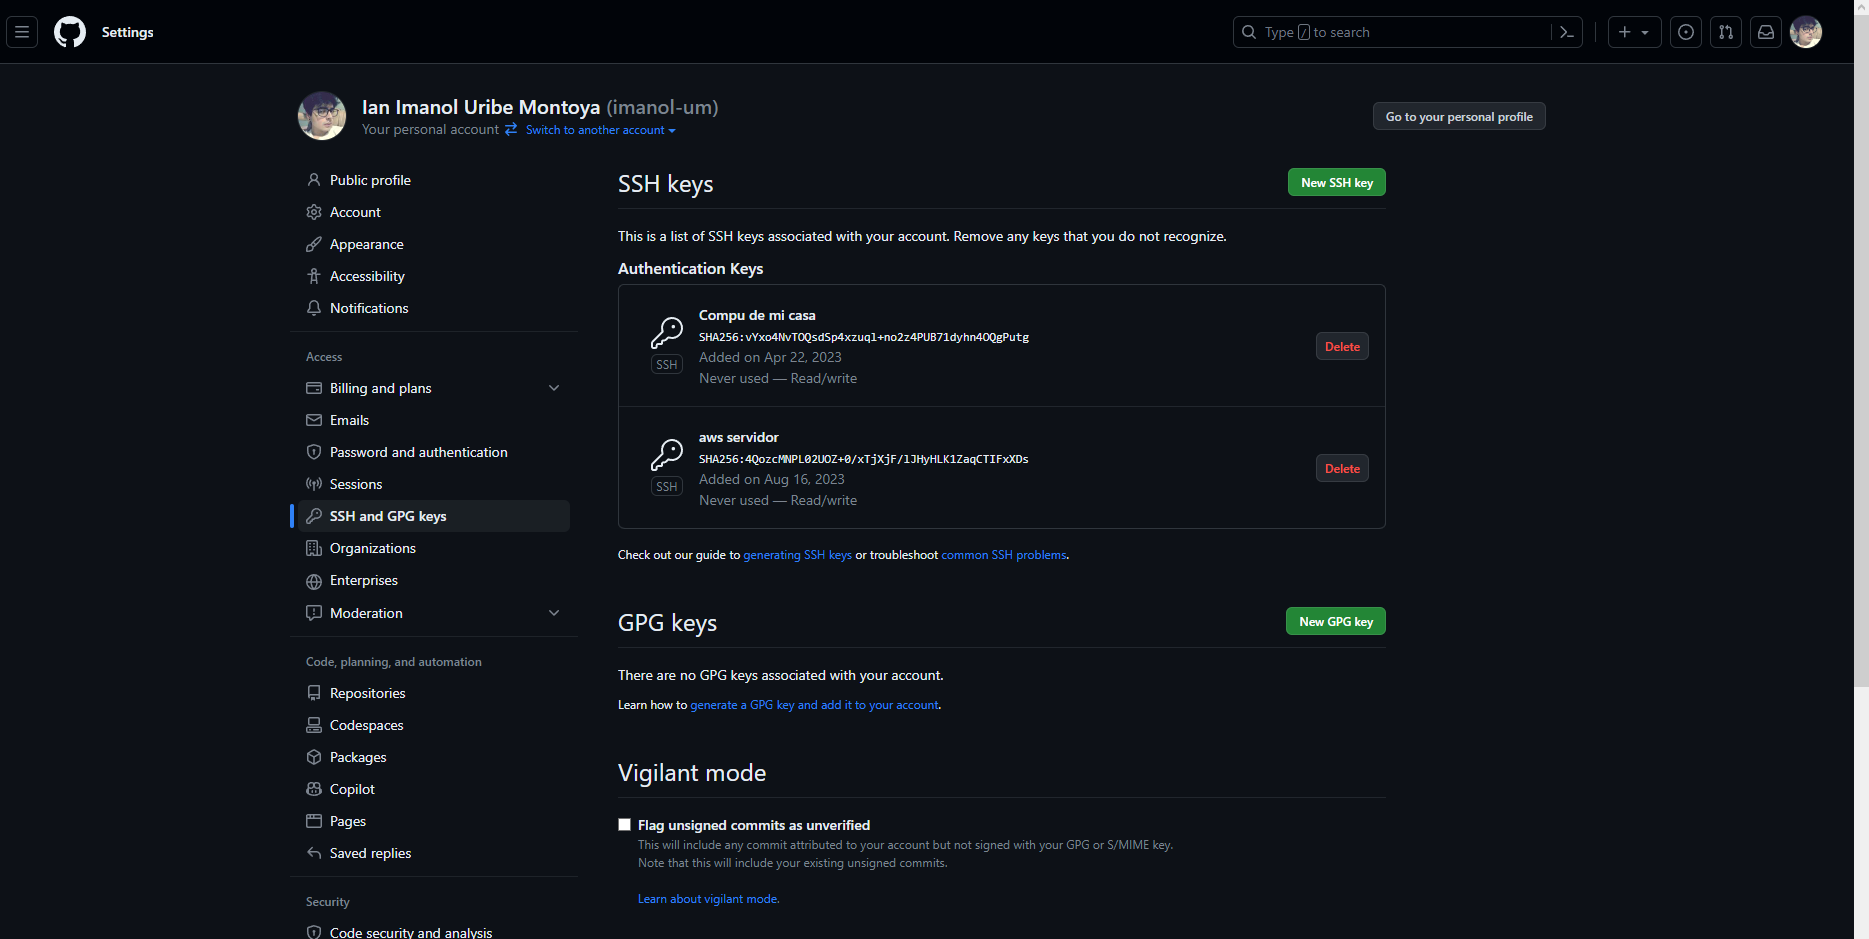 Settings
Type / to search
Ian Imanol Uribe Montoya (imanol-um)
Your personal account Switch to another account
Go to your personal profile
Public profile
Account
Appearance
Accessibility
Notifications
Access
Billing and plans
Emails
Password and authentication
Sessions
SSH and GPG keys
Organizations
Enterprises
Moderation
Code, planning, and automation
Repositories
Codespaces
Packages
Copilot
Pages
Saved replies
Security
Code security and analysis
SSH keys
New SSH key
This is a list of SSH keys associated with your account. Remove any keys that you do not recognize.
Authentication Keys
Compu de mi casa
SHA256:vYxo4NvTOQsdSp4xzuql+no2z4PUB71dyhn4OQgPutg
Added on Apr 22, 2023
Never used — Read/write
SSH
Delete
aws servidor
SHA256:4QozcMNPL02UOZ+0/xTjXjF/lJHyHLK1ZaqCTIFxXDs
Added on Aug 16, 2023
Never used — Read/write
SSH
Delete
Check out our guide to generating SSH keys or troubleshoot common SSH problems.
GPG keys
New GPG key
There are no GPG keys associated with your account.
Learn how to generate a GPG key and add it to your account.
Vigilant mode
Flag unsigned commits as unverified
This will include any commit attributed to your account but not signed with your GPG or S/MIME key.
Note that this will include your existing unsigned commits.
Learn about vigilant mode.